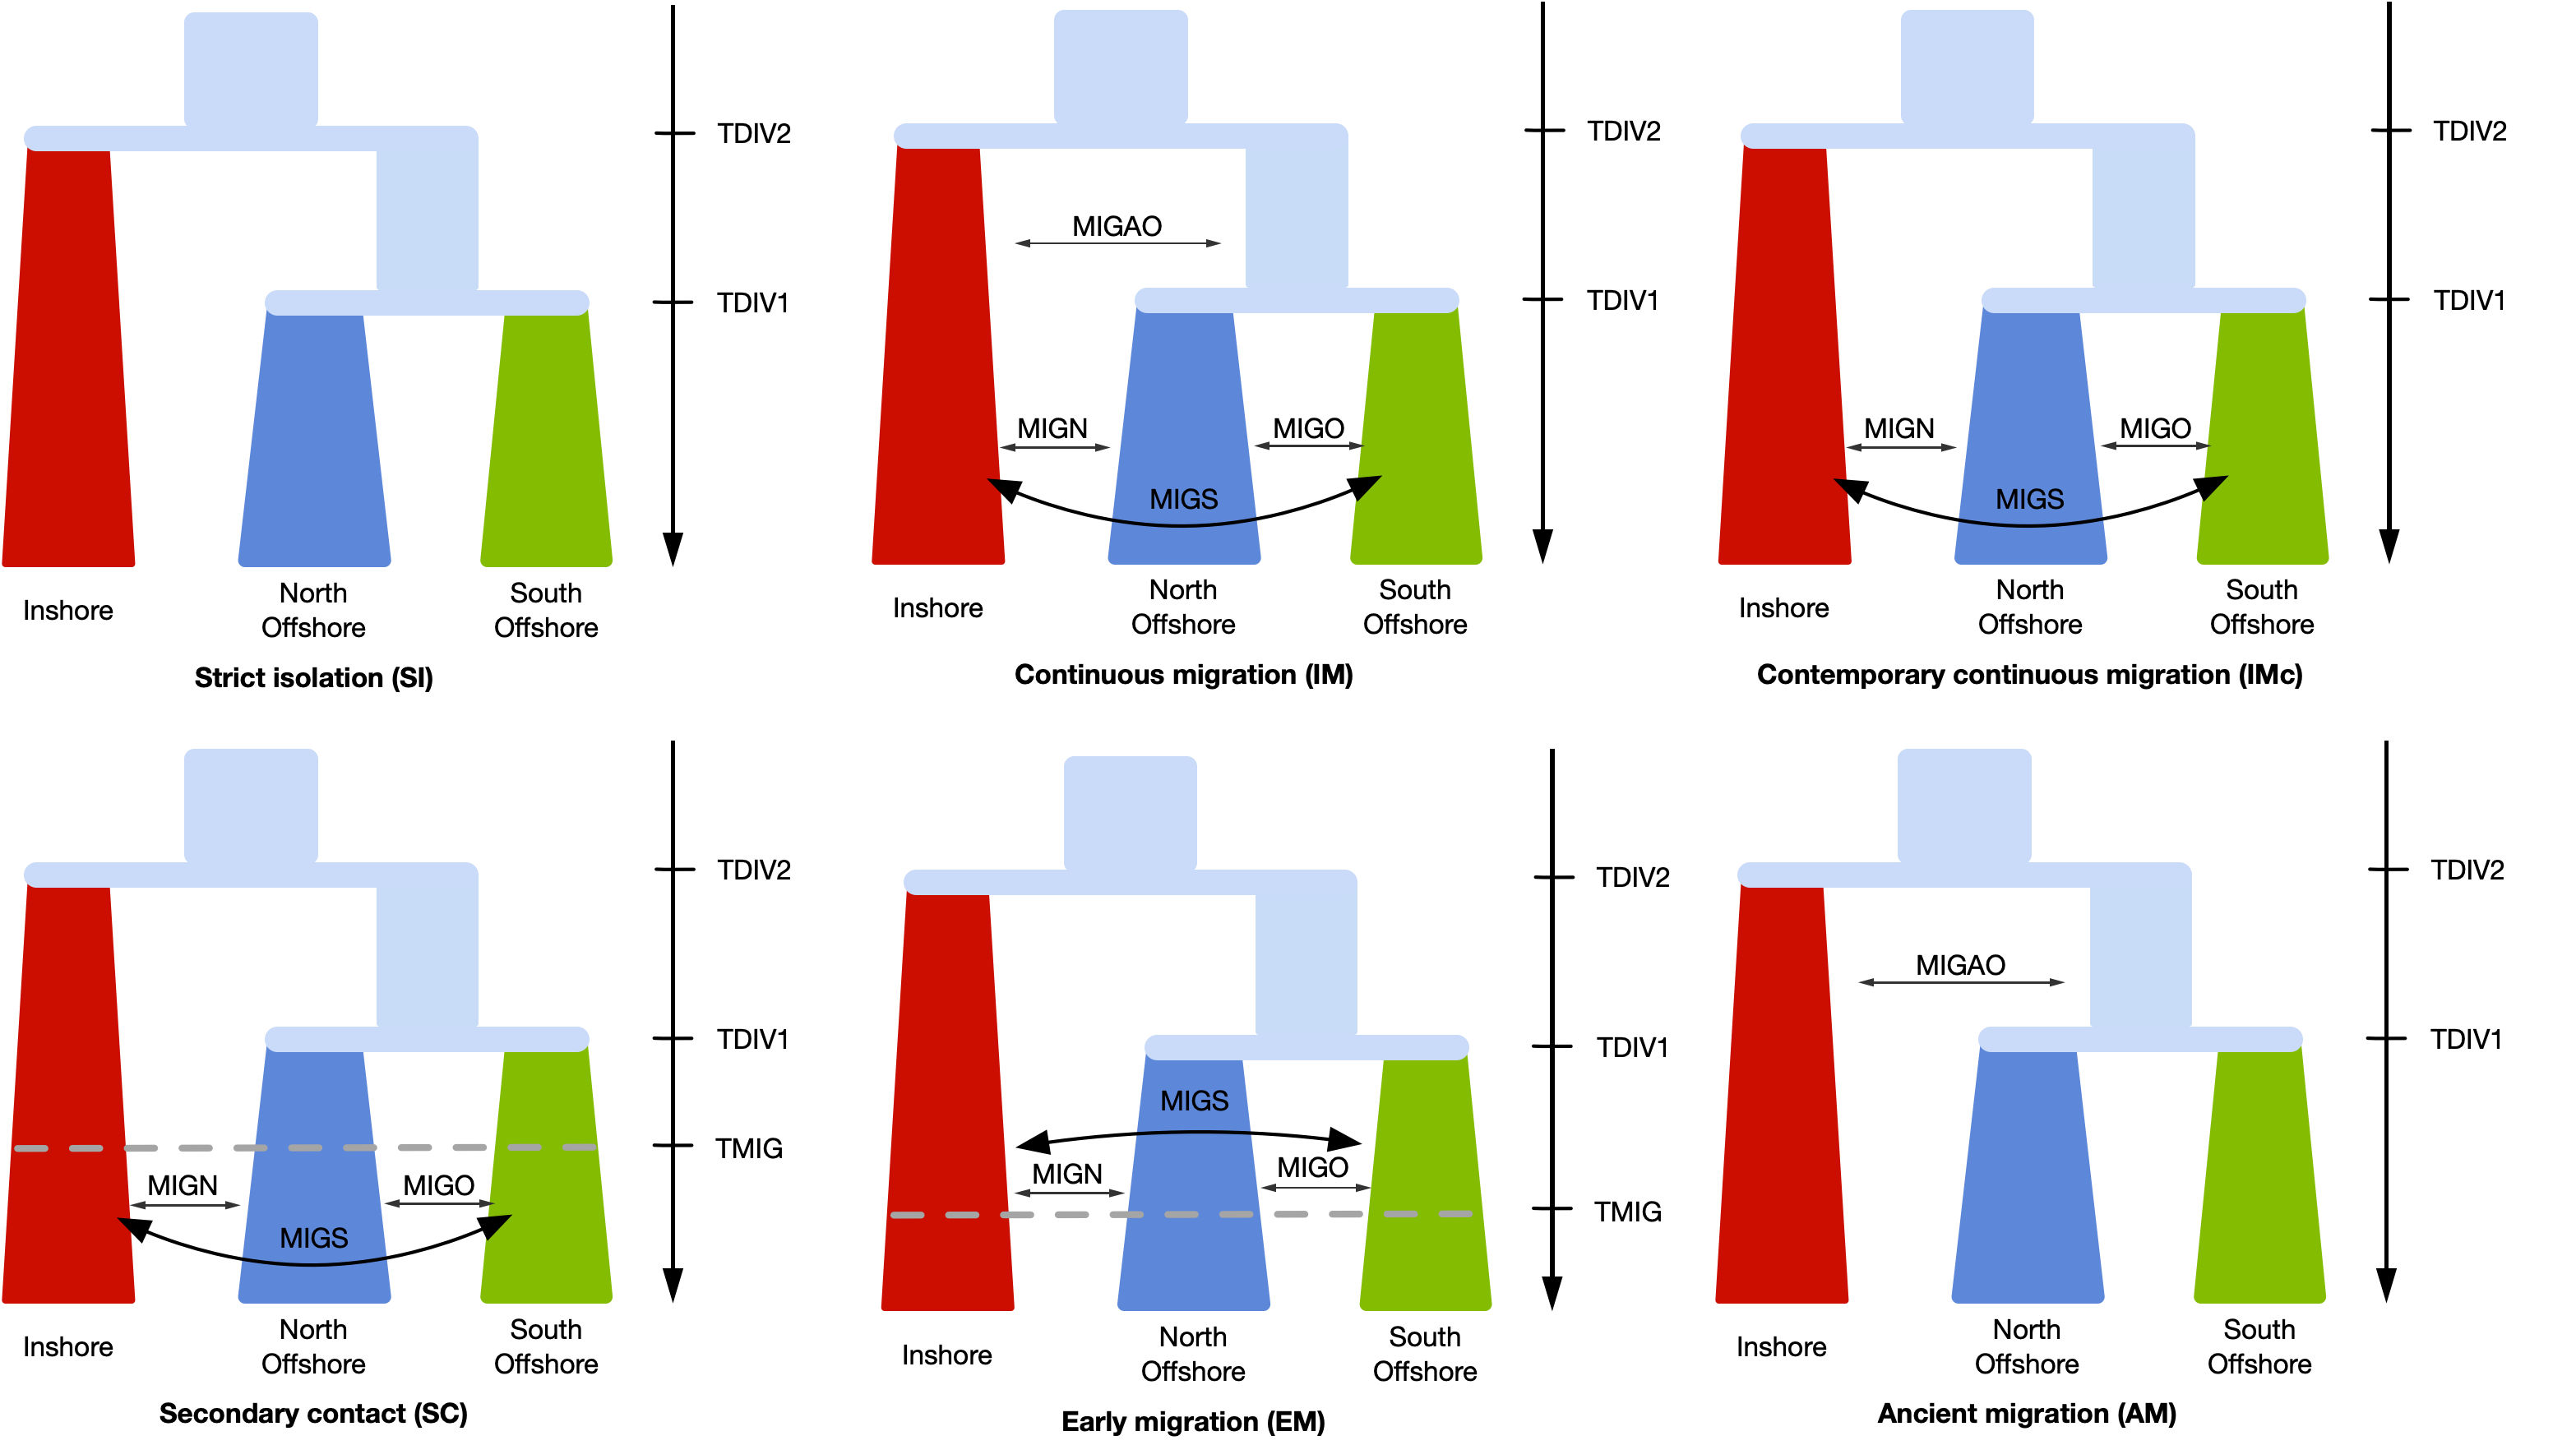 TDIV2
TDIV1
Inshore
North
Offshore
South
Offshore
Strict isolation (SI)
MIGAO
MIGN
MIGO
MIGS
TDIV2
TDIV1
Inshore
North
Offshore
South
Offshore
Continuous migration (IM)
MIGN
MIGO
MIGS
TDIV2
TDIV1
Inshore
North
Offshore
South
Offshore
Contemporary continuous migration (IMc)
TDIV2
TDIV1
TMIG
MIGN
MIGO
MIGS
Inshore
North
Offshore
South
Offshore
Secondary contact (SC)
TDIV2
TDIV1
MIGS
MIGN
MIGO
TMIG
Inshore
North
Offshore
South
Offshore
Early migration (EM)
TDIV2
MIGAO
TDIV1
Inshore
North
Offshore
South
Offshore
Ancient migration (AM)